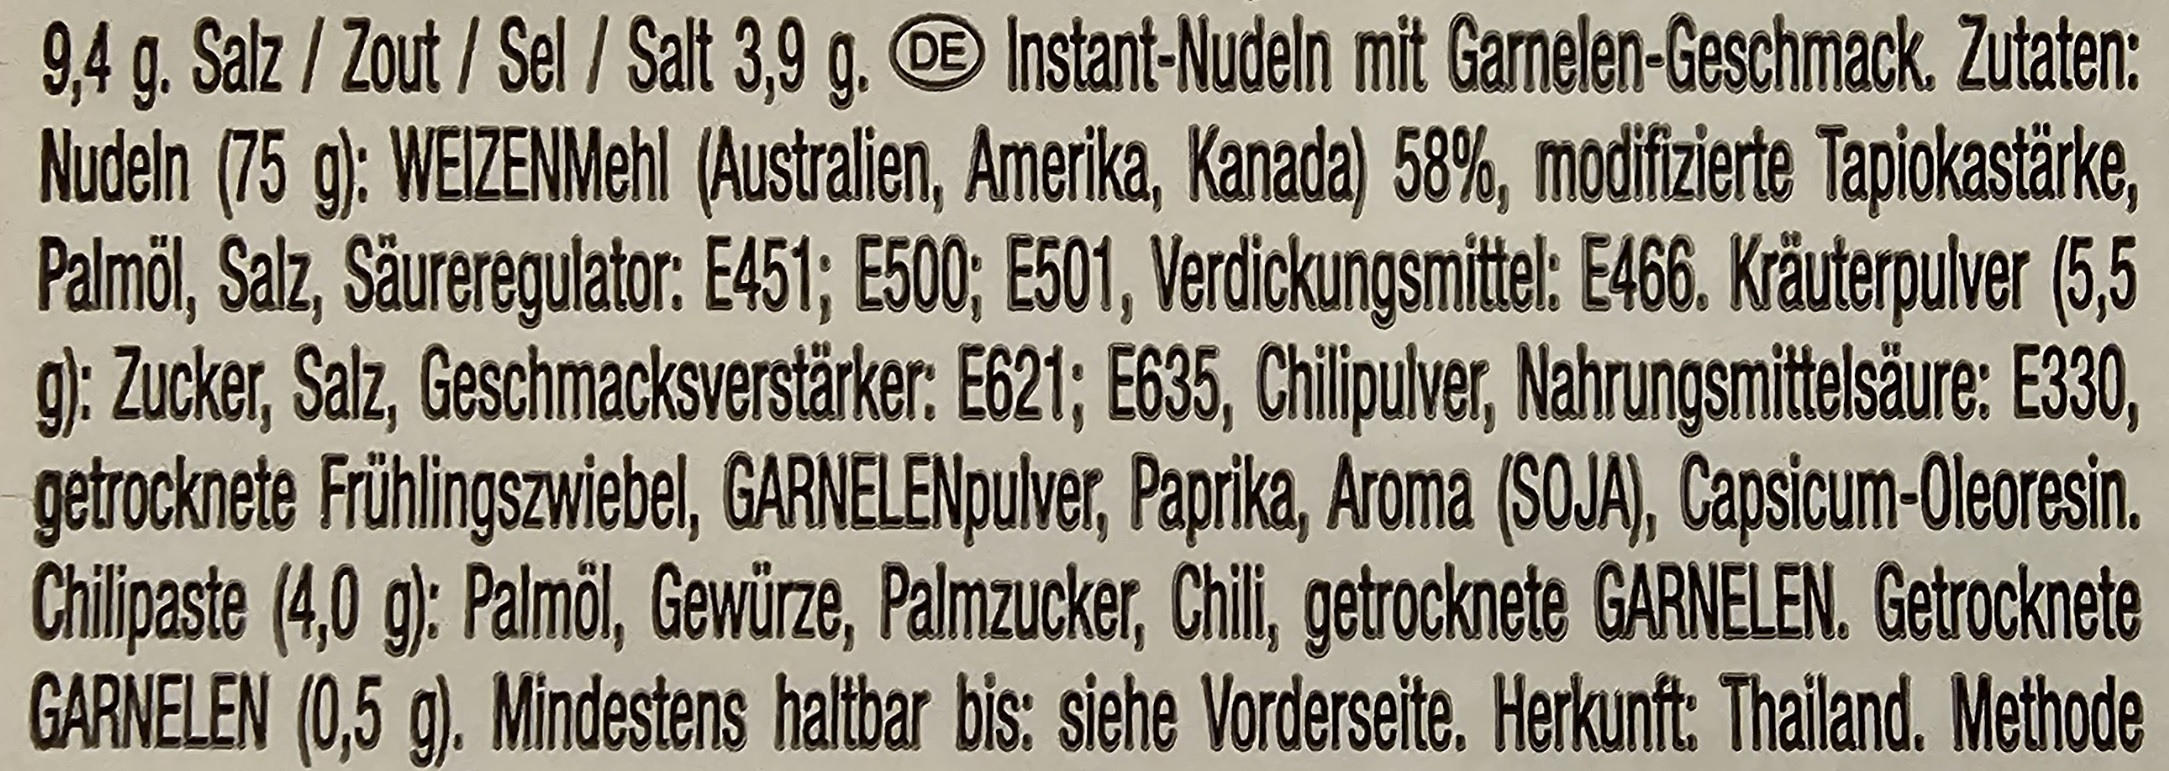 9,4 g. Salz / Zout / Sel / Salt 3,9 g. DE Instant-Nudeln mit Garnelen-Geschmack. Zutaten:
Nudeln (75 g): WEIZENMehl (Australien, Amerika, Kanada) 58%, modifizierte Tapiokastärke,
Palmöl, Salz, Säureregulator: E451; E500; E501, Verdickungsmittel: E466. Kräuterpulver (5,5
g): Zucker, Salz, Geschmacksverstärker: E621; E635, Chilipulver, Nahrungsmittelsäure: E330,
getrocknete Frühlingszwiebel, GARNELENpulver, Paprika, Aroma (SOJA), Capsicum-Oleoresin.
Chilipaste (4,0 g): Palmöl, Gewürze, Palmzucker, Chili, getrocknete GARNELEN. Getrocknete
GARNELEN (0,5 g). Mindestens haltbar bis: siehe Vorderseite. Herkunft: Thailand. Methode